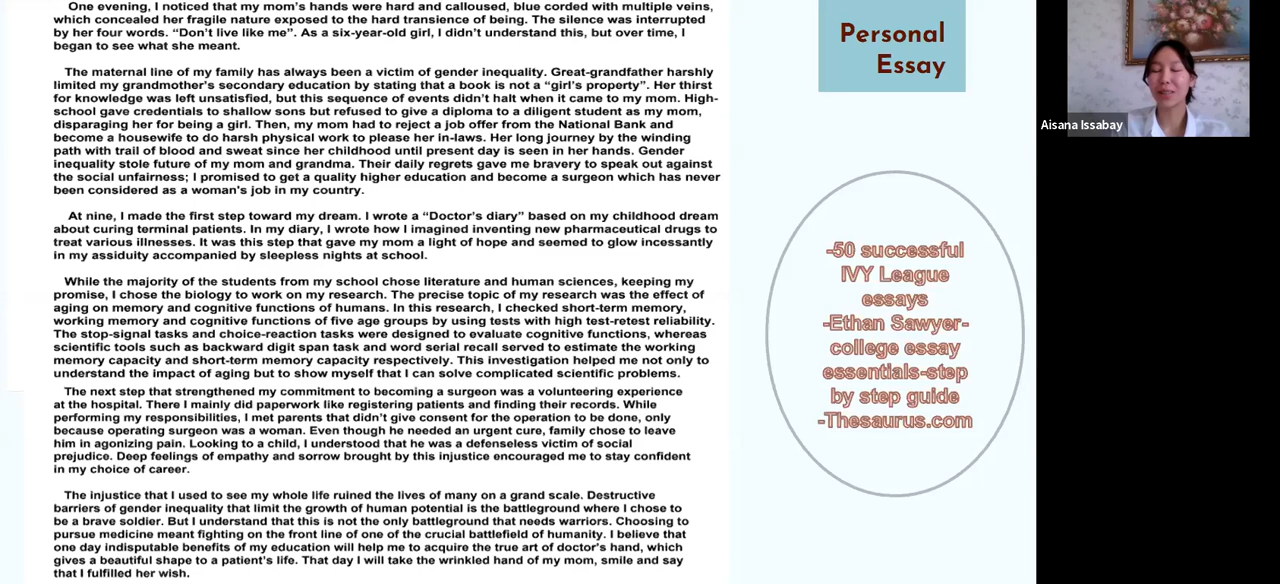 One evening, I noticed that my mom's hands were hard and calloused, blue corded with multiple veins,
which concealed her fragile nature exposed to the hard transience of being. The silence was interrupted
by her four words. “Don't live like me”. As a six-year-old girl, I didn't understand this, but over time, I
began to see what she meant.
The maternal line of my family has always been a victim of gender inequality. Great-grandfather harshly
limited my grandmother's secondary education by stating that a book is not a “girl's property”. Her thirst
for knowledge was left unsatisfied, but this sequence of events didn't halt when it came to my mom. High-
school gave credentials to shallow sons but refused to give a diploma to a diligent student as my mom,
disparaging her for being a girl. Then, my mom had to reject a job offer from the National Bank and
become a housewife to do harsh physical work to please her in-laws. Her long journey by the winding
path with trail of blood and sweat since her childhood until present day is seen in her hands. Gender
inequality stole future of my mom and grandma. Their daily regrets gave me bravery to speak out against
the social unfairness; I promised to get a quality higher education and become a surgeon which has never
been considered as a woman's job in my country.
At nine, I made the first step toward my dream. I wrote a “Doctor's diary” based on my childhood dream
about curing terminal patients. In my diary, I wrote how I imagined inventing new pharmaceutical drugs to
treat various illnesses. It was this step that gave my mom a light of hope and seemed to glow incessantly
in my assiduity accompanied by sleepless nights at school.
While the majority of the students from my school chose literature and human sciences, keeping my
promise, I chose the biology to work on my research. The precise topic of my research was the effect of
aging on memory and cognitive functions of humans. In this research, I checked short-term memory,
working memory and cognitive functions of five age groups by using tests with high test-retest reliability.
The stop-signal tasks and choice-reaction tasks were designed to evaluate cognitive functions, whereas
scientific tools such as backward digit span task and word serial recall served to estimate the working
memory capacity and short-term memory capacity respectively. This investigation helped me not only to
understand the impact of aging but to show myself that I can solve complicated scientific problems.
The next step that strengthened my commitment to becoming a surgeon was a volunteering experience
at the hospital. There I mainly did paperwork like registering patients and finding their records. While
performing my responsibilities, I met parents that didn't give consent for the operation to be done, only
because operating surgeon was a woman. Even though he needed an urgent cure, family chose to leave
him in agonizing pain. Looking to a child, I understood that he was a defenseless victim of social
prejudice. Deep feelings of empathy and sorrow brought by this injustice encouraged me to stay confident
in my choice of career.
The injustice that I used to see my whole life ruined the lives of many on a grand scale. Destructive
barriers of gender inequality that limit the growth of human potential is the battleground where I chose to
be a brave soldier. But I understand that this is not the only battleground that needs warriors. Choosing to
pursue medicine meant fighting on the front line of one of the crucial battlefield of humanity. I believe that
one day indisputable benefits of my education will help me to acquire the true art of doctor's hand, which
gives a beautiful shape to a patient's life. That day I will take the wrinkled hand of my mom, smile and say
that I fulfilled her wish.
Personal
Essay
-50 successful
IVY League
essays
-Ethan Sawyer-
college essay
essentials-step
by step guide
-Thesaurus.com
Aisana Issabay